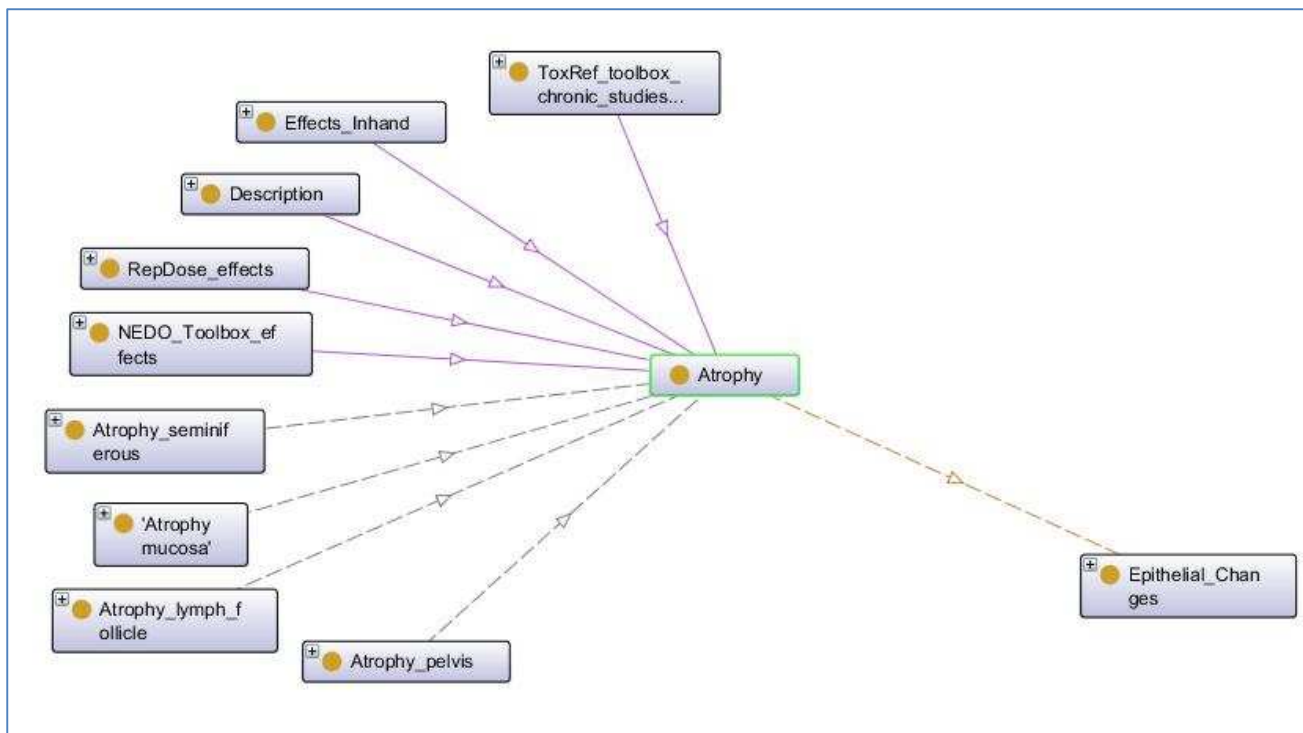 ToxRef_toolbox_
chronic_studies...
Effects_Inhand
Description
RepDose_effects
NEDO_Toolbox_ef
fects
Atrophy
Atrophy_seminif
erous
'Atrophy
mucosa'
Atrophy_lymph_f
ollicle
Atrophy_pelvis
Epithelial_Chan
ges